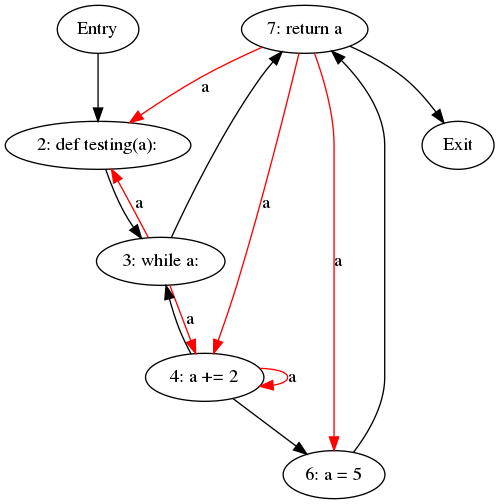 Entry
7: return a
a
2: def testing(a):
Exit
a
a
3: while a:
a
a
4: a += 2
a
6: a = 5